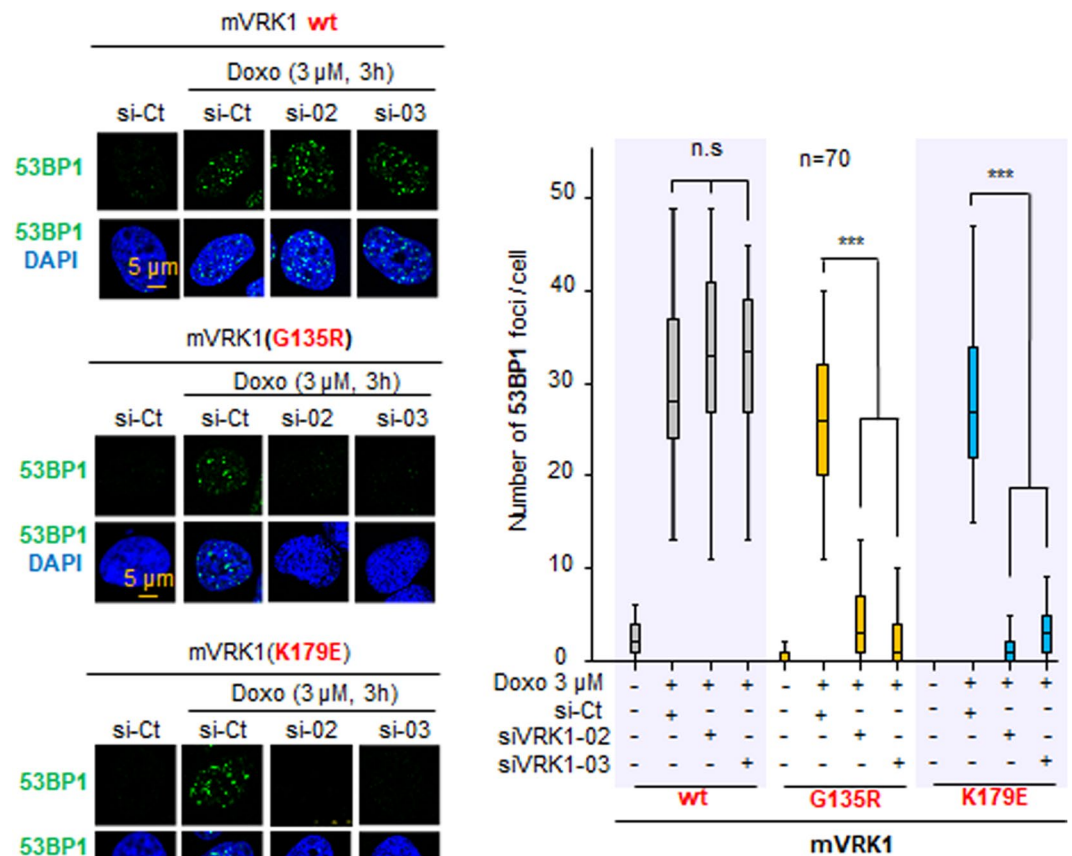 mVRK1 wt
Doxo (3 µM, 3h)
si-Ct si-Ct si-02 si-03
53BP1
53BP1
DAPI
5 µm
mVRK1(G135R)
Doxo (3 µM, 3h)
si-Ct si-Ct si-02 si-03
53BP1
53BP1
DAPI
5 µm
mVRK1(K179E)
Doxo (3 µM, 3h)
si-Ct si-Ct si-02 si-03
53BP1
53BP1
Number of 53BP1 foci/cell
n.s
n=70
***
***
50
40
30
20
10
0
Doxo 3 µM - + + + - + + + - + + +
si-Ct - + - - - + - - - + - -
siVRK1-02 - - + - - - + - - - + -
siVRK1-03 - - - + - - - + - - - +
wt G135R K179E
mVRK1